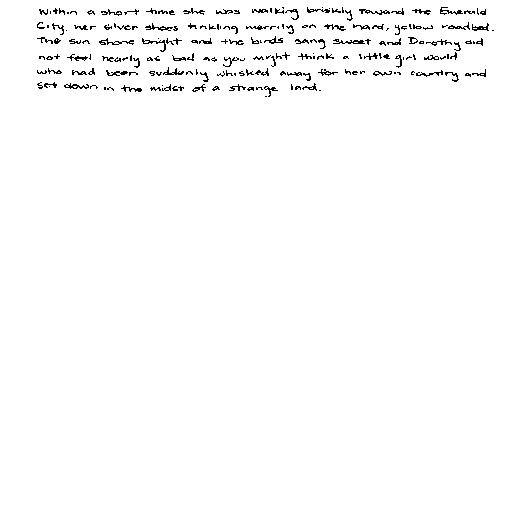 Within a short time she was walking briskly toward the Emerald
City, her silver shoes tinkling merrily on the hard, yellow roadbed.
The sun shone bright and the birds sang sweet and Dorothy did
not feel nearly as bad as you might think a little girl would
who had been suddenly whisked away for her own country and
set down in the midst of a strange land.